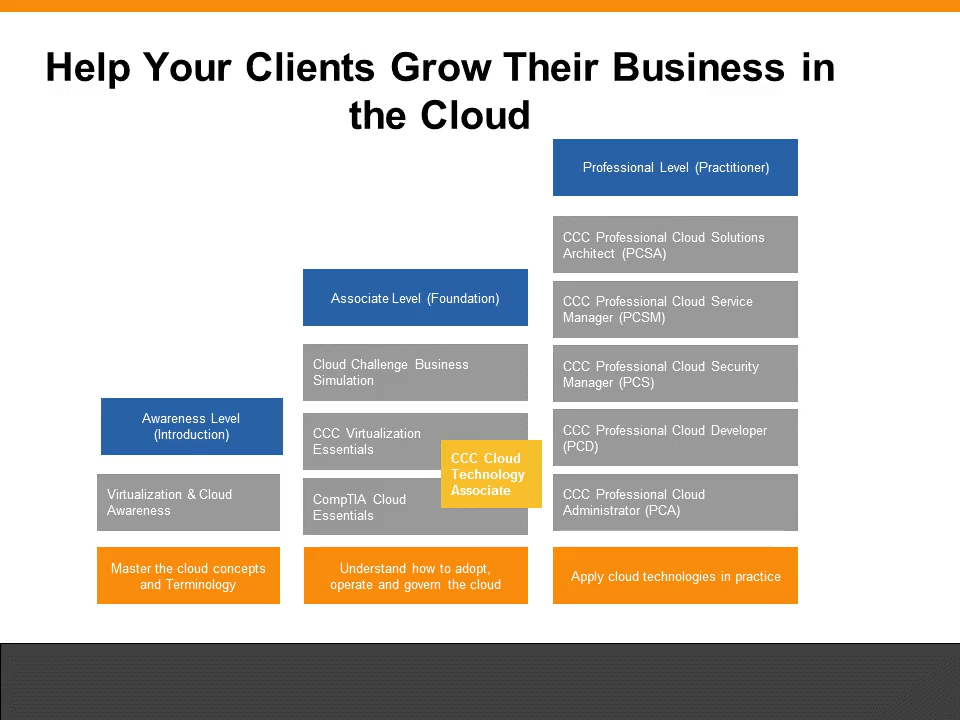 Help Your Clients Grow Their Business in
the Cloud
Professional Level (Practitioner)
CCC Professional Cloud Solutions
Architect (PCSA)
CCC Professional Cloud Service
Manager (PCSM)
CCC Professional Cloud Security
Manager (PCS)
CCC Professional Cloud Developer
(PCD)
CCC Professional Cloud
Administrator (PCA)
Apply cloud technologies in practice
Associate Level (Foundation)
Cloud Challenge Business
Simulation
CCC Virtualization
Essentials
CCC Cloud
Technology
Associate
CompTIA Cloud
Essentials
Understand how to adopt,
operate and govern the cloud
Awareness Level
(Introduction)
Virtualization & Cloud
Awareness
Master the cloud concepts
and Terminology